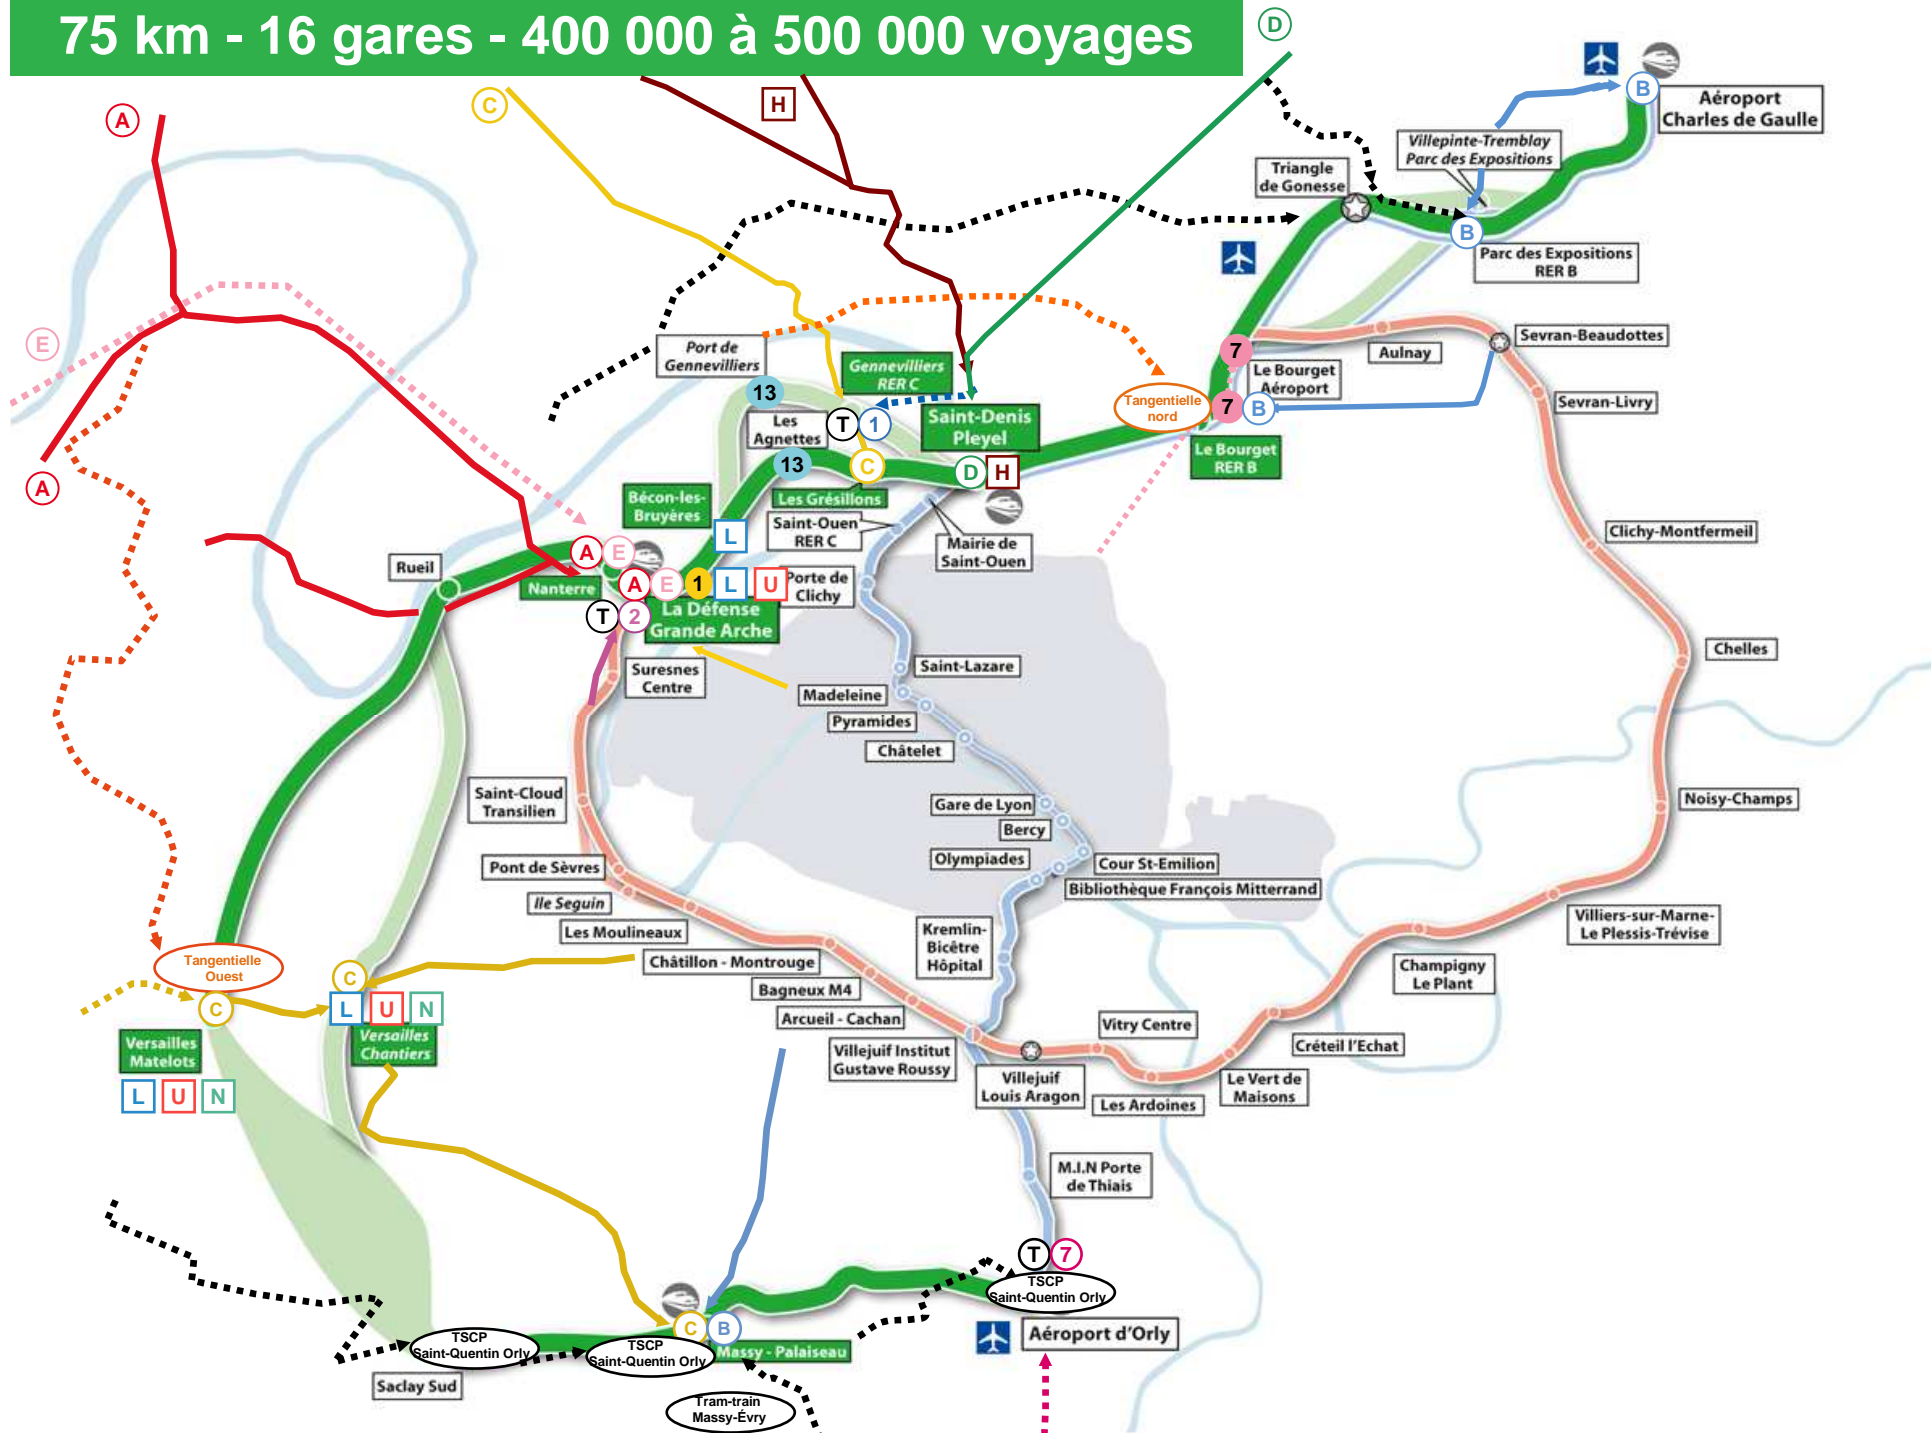 75 km - 16 gares - 400 000 à 500 000 voyages
D
B
Aéroport
Charles de Gaulle
A
C
H
Villepinte-Tremblay
Parc des Expositions
Triangle
de Gonesse
B
Parc des Expositions
RER B
E
Port de
Gennevilliers
Gennevilliers
RER C
7
Aulnay
Sevran-Beaudottes
Le Bourget
Aéroport
13
Tangentielle
nord
7
B
Sevran-Livry
Les
Agnettes
T
1
Saint-Denis
Pleyel
Le Bourget
RER B
13
C
D
H
A
Bécon-les-
Bruyères
Les Grésillons
L
Saint-Ouen
RER C
Mairie de
Saint-Ouen
Clichy-Montfermeil
Rueil
A
E
Nanterre
A
E
1
L
U
Porte de
Clichy
T
2
La Défense
Grande Arche
Chelles
Suresnes
Centre
Saint-Lazare
Madeleine
Pyramides
Châtelet
Saint-Cloud
Transilien
Gare de Lyon
Noisy-Champs
Bercy
Pont de Sèvres
Olympiades
Cour St-Emilion
Bibliothèque François Mitterrand
Ile Seguin
Les Moulineaux
Kremlin-
Bicêtre
Hôpital
Villiers-sur-Marne-
Le Plessis-Trévise
Tangentielle
Ouest
Châtillon - Montrouge
Champigny
Le Plant
C
C
Bagneux M4
L
U
N
Arcueil - Cachan
Vitry Centre
Versailles
Matelots
Versailles
Chantiers
Villejuif Institut
Gustave Roussy
Créteil l'Echat
L
U
N
Villejuif
Louis Aragon
Le Vert de
Maisons
Les Ardoines
M.I.N Porte
de Thiais
T
7
TSCP
Saint-Quentin Orly
C
B
Aéroport d'Orly
TSCP
Saint-Quentin Orly
TSCP
Saint-Quentin Orly
Massy - Palaiseau
Saclay Sud
Tram-train
Massy-Évry